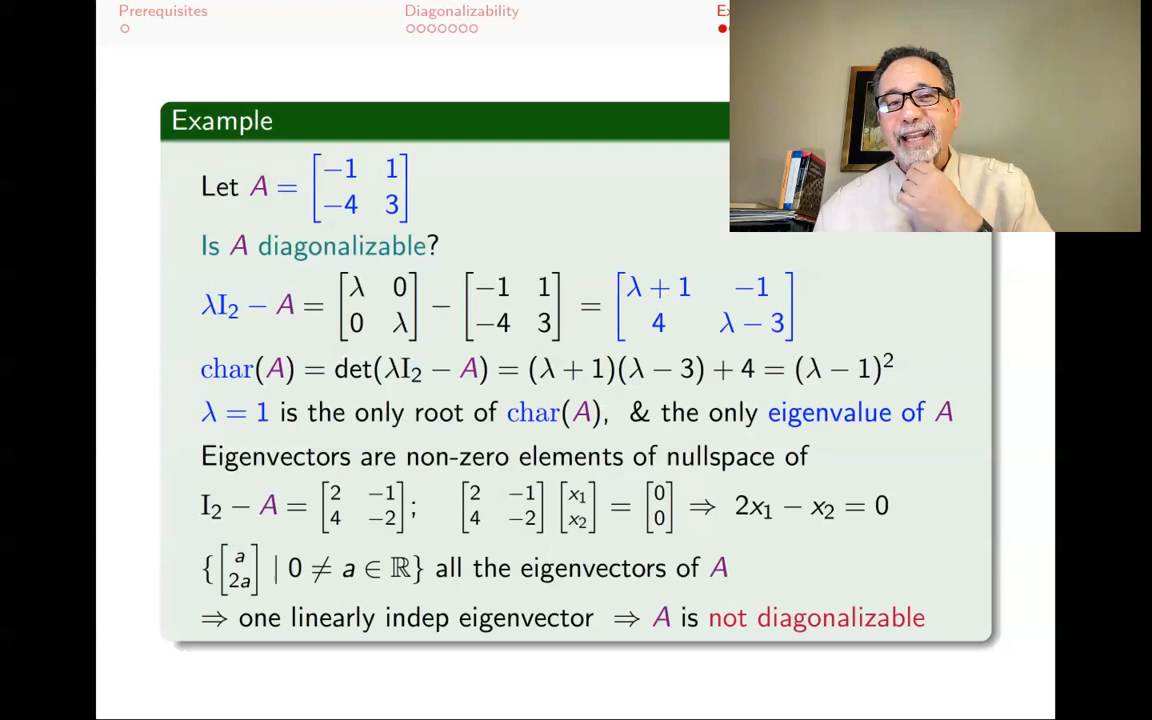 Prerequisites Diagonalizability Ex
Example
Let A = [−1 1; −4 3]
Is A diagonalizable?
λI₂ − A = [λ 0; 0 λ] − [−1 1; −4 3] = [λ + 1 −1; 4 λ − 3]
char(A) = det(λI₂ − A) = (λ + 1)(λ − 3) + 4 = (λ − 1)²
λ = 1 is the only root of char(A), & the only eigenvalue of A
Eigenvectors are non-zero elements of nullspace of
I₂ − A = [2 −1; 4 −2]; [2 −1; 4 −2] [x₁; x₂] = [0; 0] ⇒ 2x₁ − x₂ = 0
{[a; 2a] | 0 ≠ a ∈ ℝ} all the eigenvectors of A
⇒ one linearly indep eigenvector ⇒ A is not diagonalizable